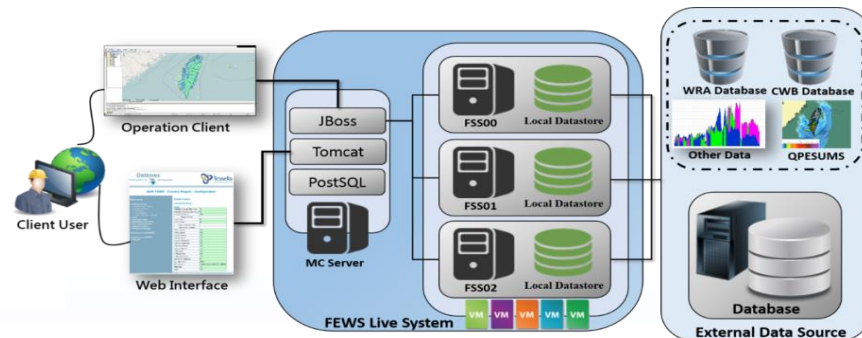 Operation Client
Client User
Web Interface
Tessella
JBoss
Tomcat
PostSQL
MC Server
FSS00
Local Datastore
FSS01
Local Datastore
FSS02
Local Datastore
VM VM VM VM VM
FEWS Live System
WRA Database
CWB Database
Other Data
QPESUMS
Database
External Data Source